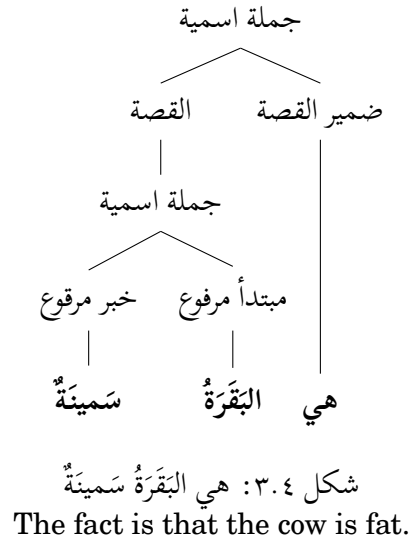 جملة اسمية
ضمير القصة القصة
جملة اسمية
مبتدأ مرفوع خبر مرقوع
هي البَقَرَةُ سَمينَةٌ
شكل ٣.٤: هي البَقَرَةُ سَمينَةٌ
The fact is that the cow is fat.